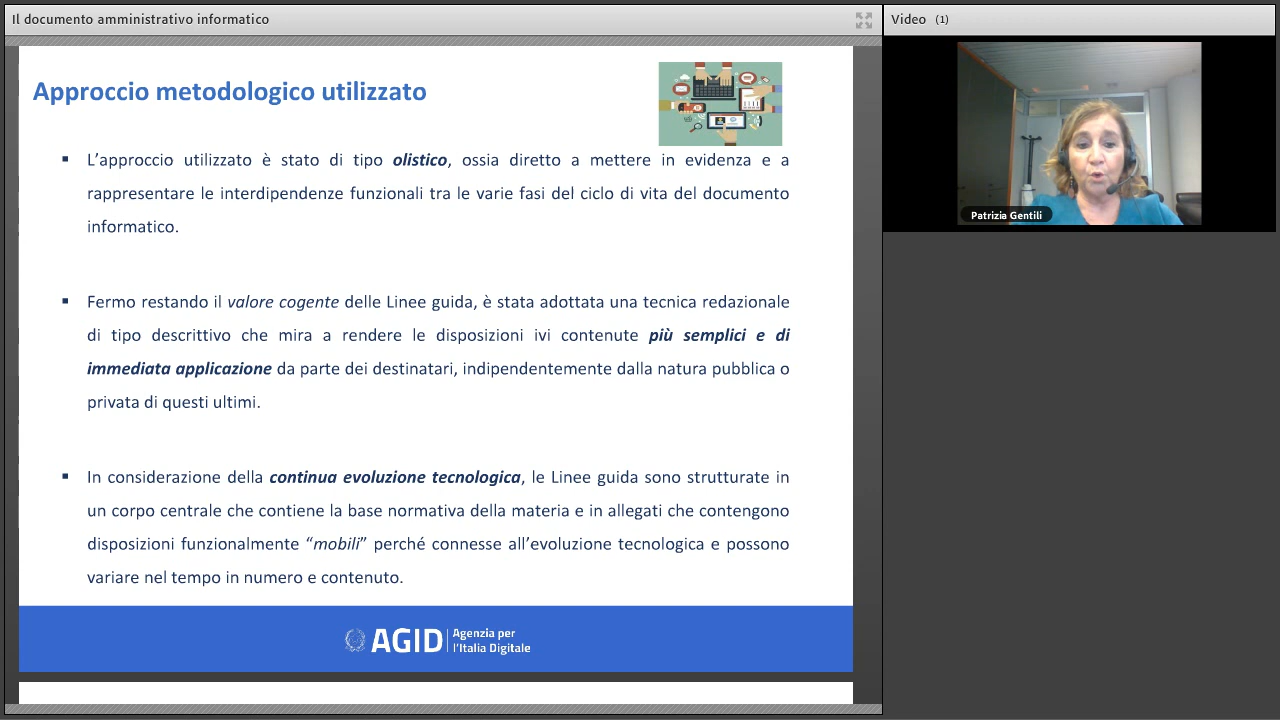 Il documento amministrativo informatico
Video (1)
Approccio metodologico utilizzato
▪ L’approccio utilizzato è stato di tipo olistico, ossia diretto a mettere in evidenza e a
rappresentare le interdipendenze funzionali tra le varie fasi del ciclo di vita del documento
informatico.
▪ Fermo restando il valore cogente delle Linee guida, è stata adottata una tecnica redazionale
di tipo descrittivo che mira a rendere le disposizioni ivi contenute più semplici e di
immediata applicazione da parte dei destinatari, indipendentemente dalla natura pubblica o
privata di questi ultimi.
▪ In considerazione della continua evoluzione tecnologica, le Linee guida sono strutturate in
un corpo centrale che contiene la base normativa della materia e in allegati che contengono
disposizioni funzionalmente “mobili” perché connesse all’evoluzione tecnologica e possono
variare nel tempo in numero e contenuto.
AGID Agenzia per
l’Italia Digitale
Patrizia Gentili